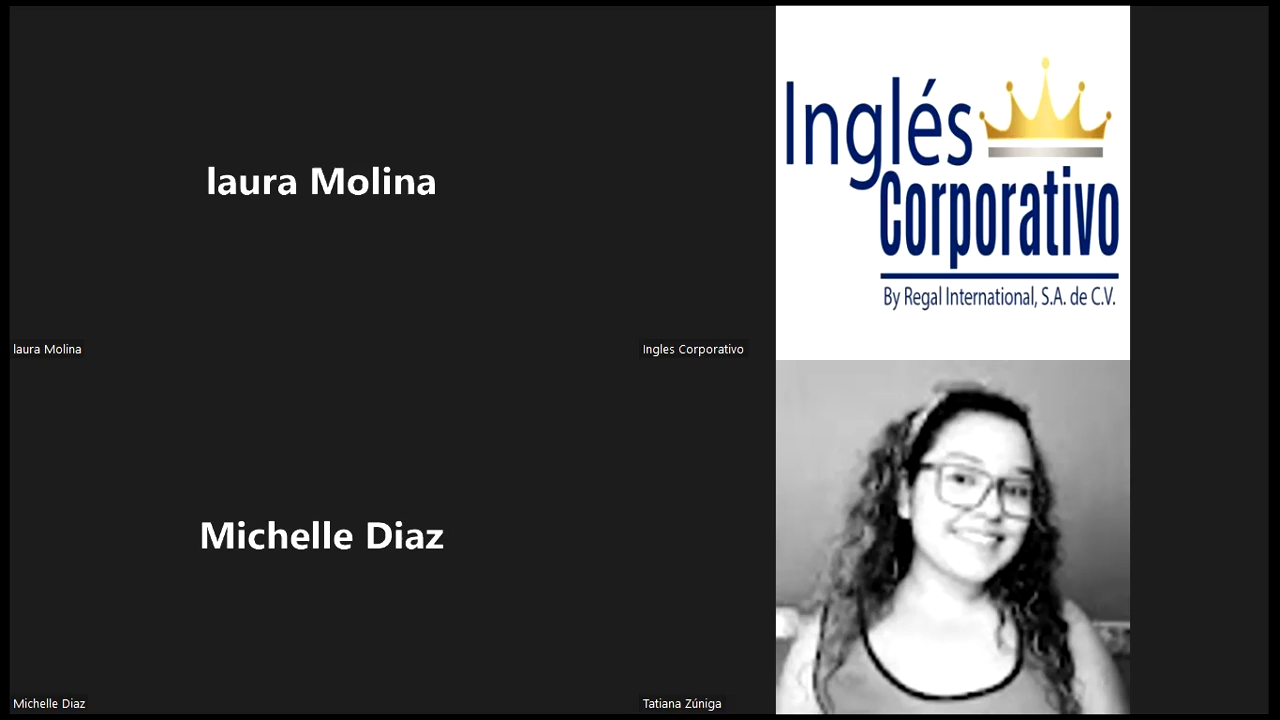 laura Molina
laura Molina
Inglés
Corporativo
By Regal International, S.A. de C.V.
Ingles Corporativo
Michelle Diaz
Michelle Diaz
Tatiana Zúniga